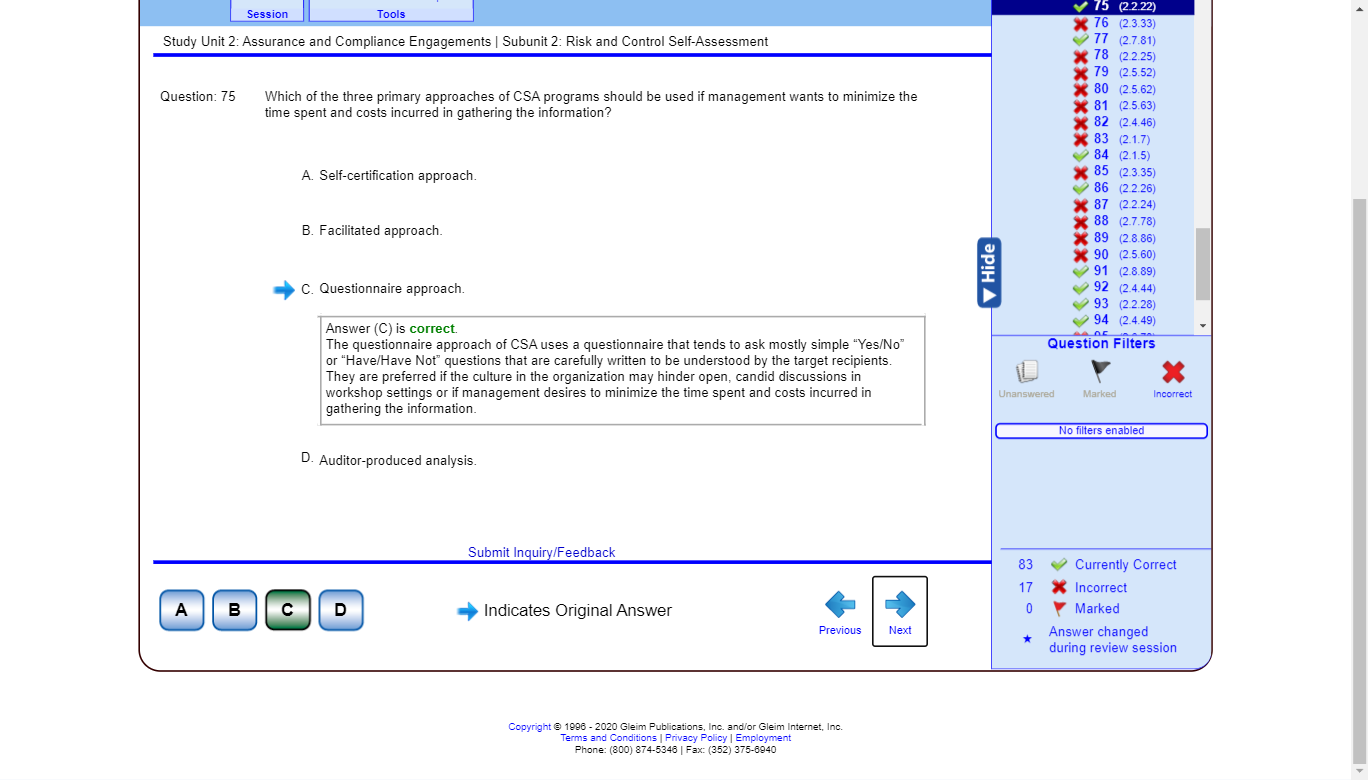 Session
Tools
Study Unit 2: Assurance and Compliance Engagements | Subunit 2: Risk and Control Self-Assessment
Question: 75
Which of the three primary approaches of CSA programs should be used if management wants to minimize the
time spent and costs incurred in gathering the information?
A. Self-certification approach.
B. Facilitated approach.
C. Questionnaire approach.
Answer (C) is correct.
The questionnaire approach of CSA uses a questionnaire that tends to ask mostly simple “Yes/No”
or “Have/Have Not” questions that are carefully written to be understood by the target recipients.
They are preferred if the culture in the organization may hinder open, candid discussions in
workshop settings or if management desires to minimize the time spent and costs incurred in
gathering the information.
D. Auditor-produced analysis.
Submit Inquiry/Feedback
A B C D
Indicates Original Answer
Previous
Next
75 (2.2.22)
76 (2.3.33)
77 (2.7.81)
78 (2.2.25)
79 (2.5.52)
80 (2.5.62)
81 (2.5.63)
82 (2.4.46)
83 (2.1.7)
84 (2.1.5)
85 (2.3.35)
86 (2.2.26)
87 (2.2.24)
88 (2.7.78)
89 (2.8.86)
90 (2.5.60)
91 (2.8.89)
92 (2.4.44)
93 (2.2.28)
94 (2.4.49)
Hide
Question Filters
Unanswered
Marked
Incorrect
No filters enabled
83 Currently Correct
17 Incorrect
0 Marked
Answer changed
during review session
Copyright © 1996 - 2020 Gleim Publications, Inc. and/or Gleim Internet, Inc.
Terms and Conditions | Privacy Policy | Employment
Phone: (800) 874-5346 | Fax: (352) 375-6940